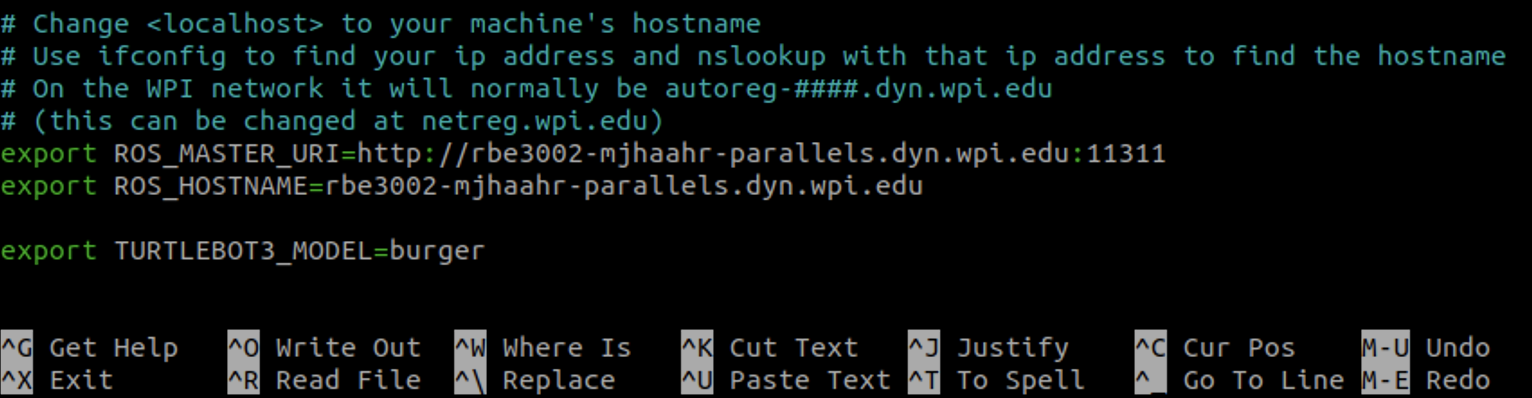 # Change <localhost> to your machine's hostname
# Use ifconfig to find your ip address and nslookup with that ip address to find the hostname
# On the WPI network it will normally be autoreg-####.dyn.wpi.edu
# (this can be changed at netreg.wpi.edu)
export ROS_MASTER_URI=http://rbe3002-mjhaahr-parallels.dyn.wpi.edu:11311
export ROS_HOSTNAME=rbe3002-mjhaahr-parallels.dyn.wpi.edu
export TURTLEBOT3_MODEL=burger
^G Get Help ^O Write Out ^W Where Is ^K Cut Text ^J Justify ^C Cur Pos M-U Undo
^X Exit ^R Read File ^\ Replace ^U Paste Text ^T To Spell ^_ Go To Line M-E Redo